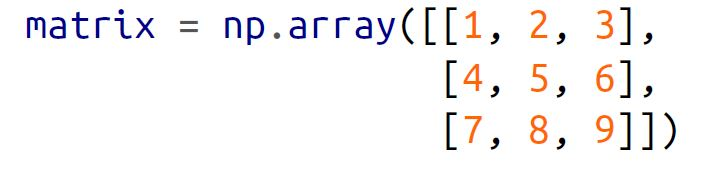 matrix = np.array([[1, 2, 3],
                   [4, 5, 6],
                   [7, 8, 9]])